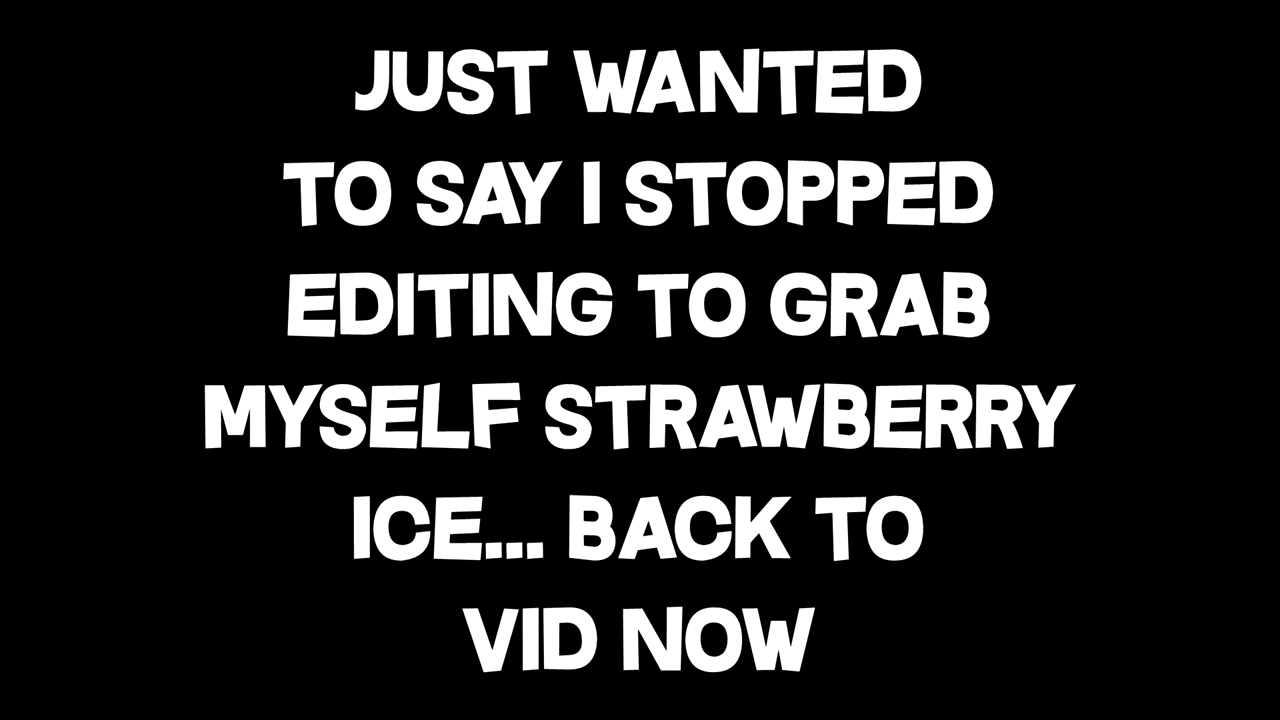 JUST WANTED
TO SAY I STOPPED
EDITING TO GRAB
MYSELF STRAWBERRY
ICE... BACK TO
VID NOW